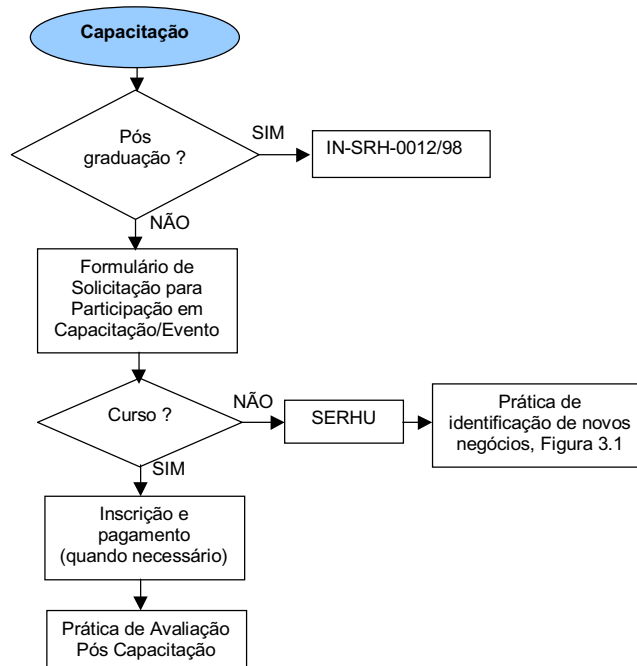 Capacitação
Pós
graduação ?
SIM
IN-SRH-0012/98
NÃO
Formulário de
Solicitação para
Participação em
Capacitação/Evento
Curso ?
NÃO
SERHU
Prática de
identificação de novos
negócios, Figura 3.1
SIM
Inscrição e
pagamento
(quando necessário)
Prática de Avaliação
Pós Capacitação